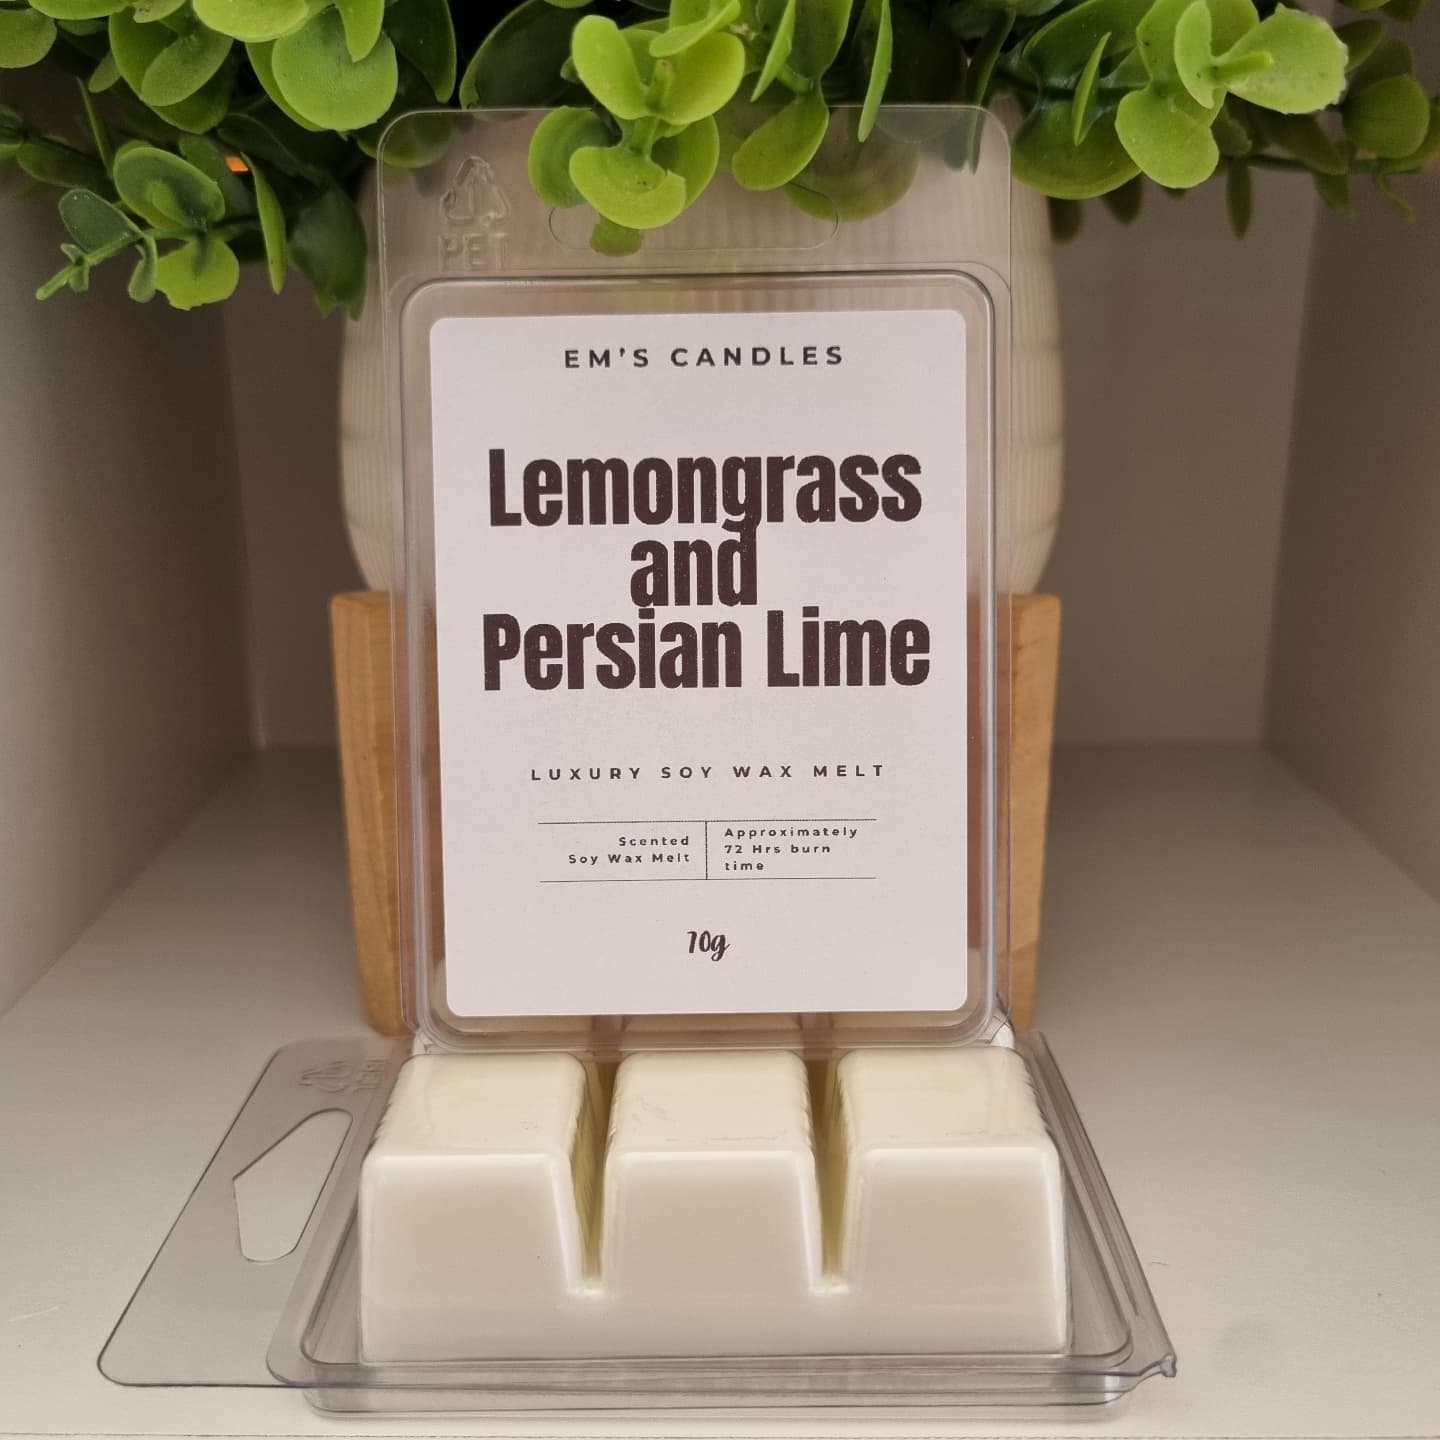 PET
EM'S CANDLES
Lemongrass
and
Persian Lime
LUXURY SOY WAX MELT
Scented
Soy Wax Melt
Approximately
72 Hrs burn
time
70g